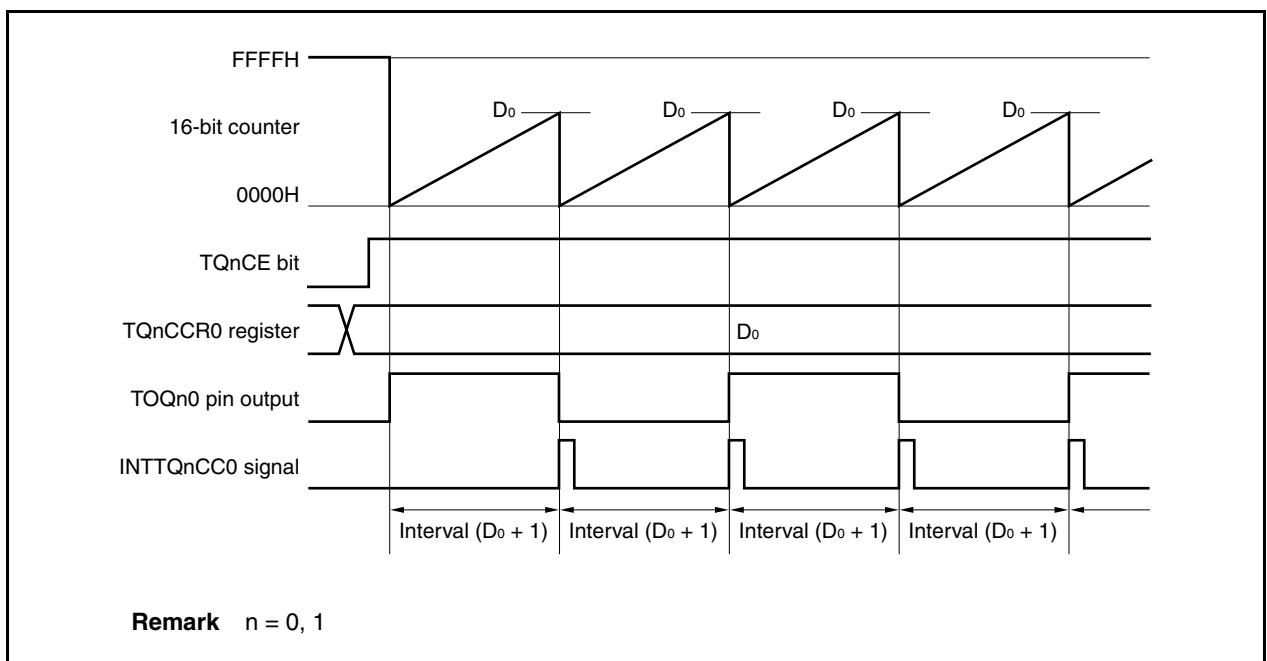 FFFFH
D0 D0 D0 D0
16-bit counter
0000H
TQnCE bit
TQnCCR0 register D0
TOQn0 pin output
INTTQnCC0 signal
Interval (D0 + 1) Interval (D0 + 1) Interval (D0 + 1) Interval (D0 + 1)
Remark n = 0, 1